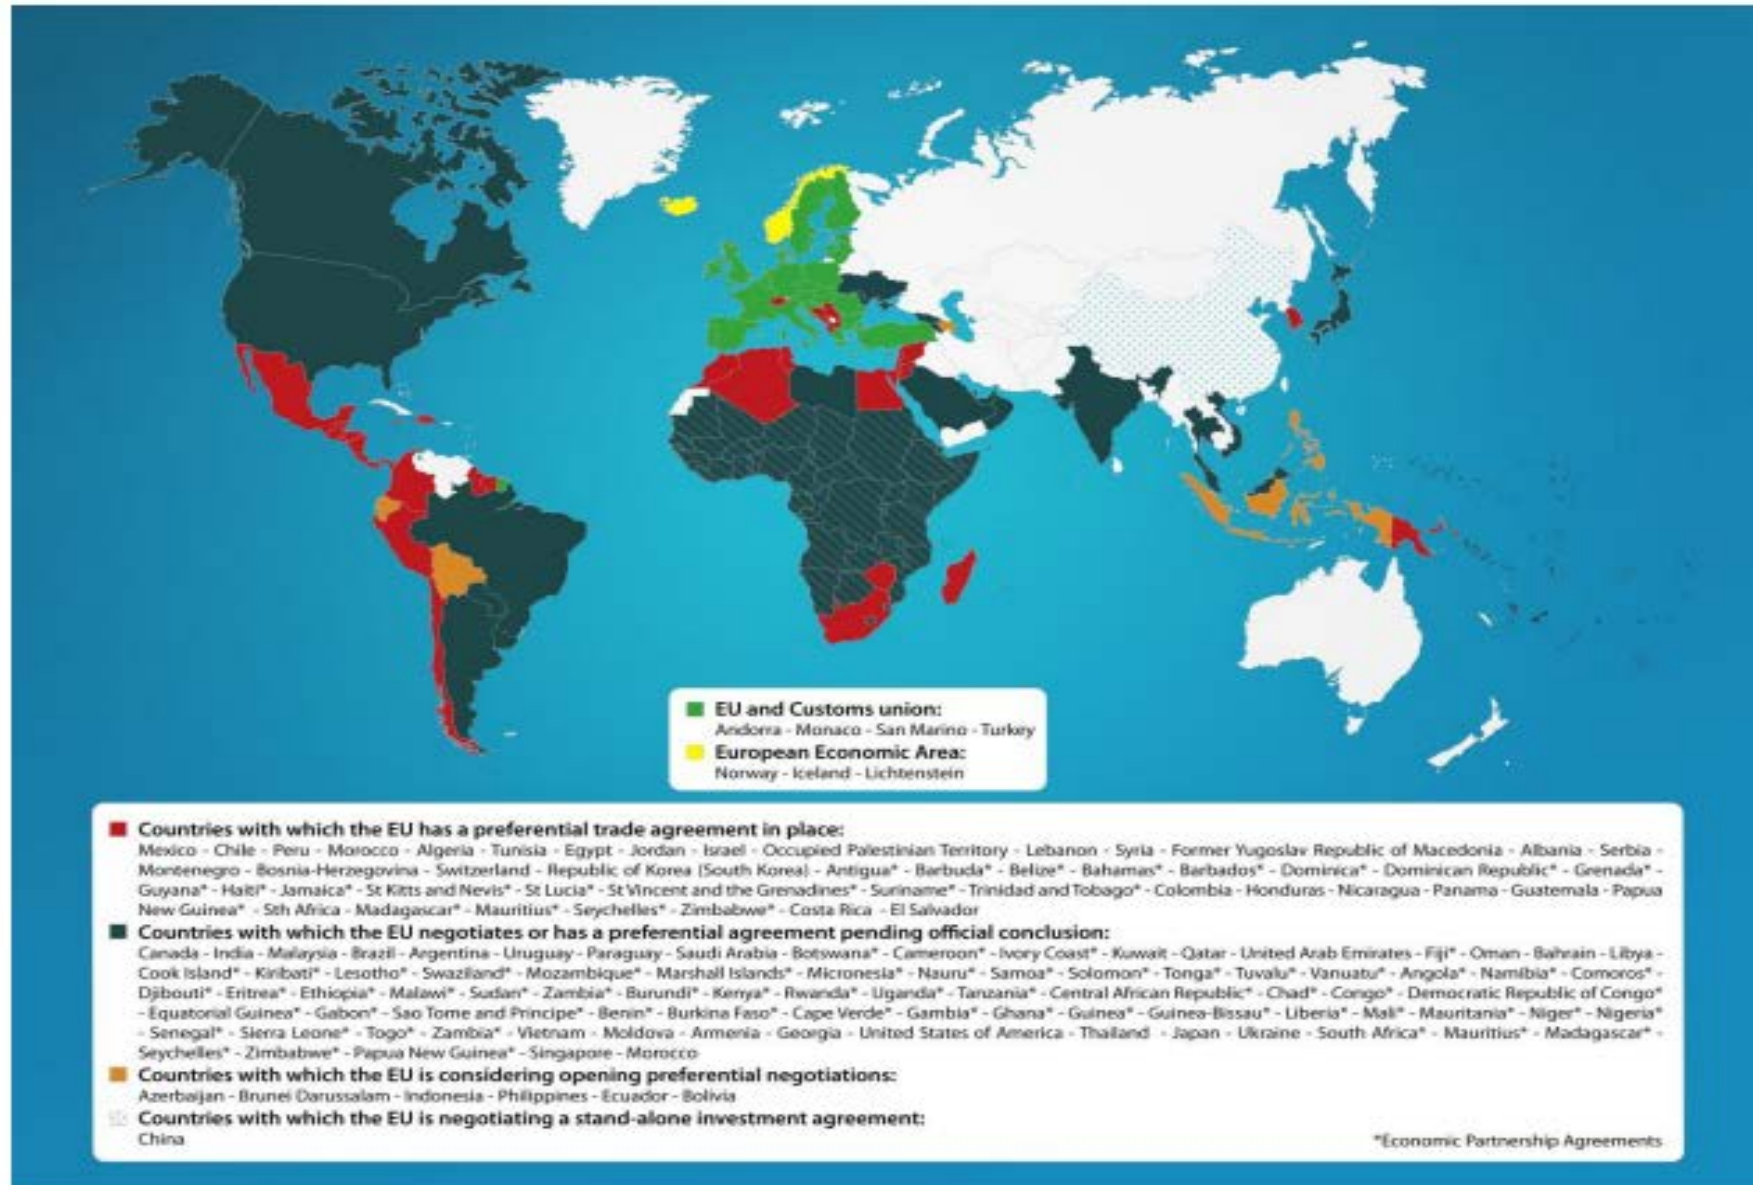 EU and Customs union:
Andorra - Monaco - San Marino - Turkey
European Economic Area:
Norway - Iceland - Lichtenstein
Countries with which the EU has a preferential trade agreement in place:
Mexico - Chile - Peru - Morocco - Algeria - Tunisia - Egypt - Jordan - Israel - Occupied Palestinian Territory - Lebanon - Syria - Former Yugoslav Republic of Macedonia - Albania - Serbia -
Montenegro - Bosnia-Herzegovina - Switzerland - Republic of Korea (South Korea) - Antigua* - Barbuda* - Belize* - Bahamas* - Barbados* - Dominica* - Dominican Republic* - Grenada* -
Guyana* - Haiti* - Jamaica* - St Kitts and Nevis* - St Lucia* - St Vincent and the Grenadines* - Suriname* - Trinidad and Tobago* - Colombia - Honduras - Nicaragua - Panama - Guatemala - Papua
New Guinea* - Sth Africa - Madagascar* - Mauritius* - Seychelles* - Zimbabwe* - Costa Rica - El Salvador
Countries with which the EU negotiates or has a preferential agreement pending official conclusion:
Canada - India - Malaysia - Brazil - Argentina - Uruguay - Paraguay - Saudi Arabia - Botswana* - Cameroon* - Ivory Coast* - Kuwait - Qatar - United Arab Emirates - Fiji* - Oman - Bahrain - Libya -
Cook Island* - Kiribati* - Lesotho* - Swaziland* - Mozambique* - Marshall Islands* - Micronesia* - Nauru* - Samoa* - Solomon* - Tonga* - Tuvalu* - Vanuatu* - Angola* - Namibia* - Comoros* -
Djibouti* - Eritrea* - Ethiopia* - Malawi* - Sudan* - Zambia* - Burundi* - Kenya* - Rwanda* - Uganda* - Tanzania* - Central African Republic* - Chad* - Congo* - Democratic Republic of Congo*
- Equatorial Guinea* - Gabon* - Sao Tome and Principe* - Benin* - Burkina Faso* - Cape Verde* - Gambia* - Ghana* - Guinea* - Guinea-Bissau* - Liberia* - Mali* - Mauritania* - Niger* - Nigeria*
- Senegal* - Sierra Leone* - Togo* - Zambia* - Vietnam - Moldova - Armenia - Georgia - United States of America - Thailand - Japan - Ukraine - South Africa* - Mauritius* - Madagascar* -
Seychelles* - Zimbabwe* - Papua New Guinea* - Singapore - Morocco
Countries with which the EU is considering opening preferential negotiations:
Azerbaijan - Brunei Darussalam - Indonesia - Philippines - Ecuador - Bolivia
Countries with which the EU is negotiating a stand-alone investment agreement:
China
*Economic Partnership Agreements